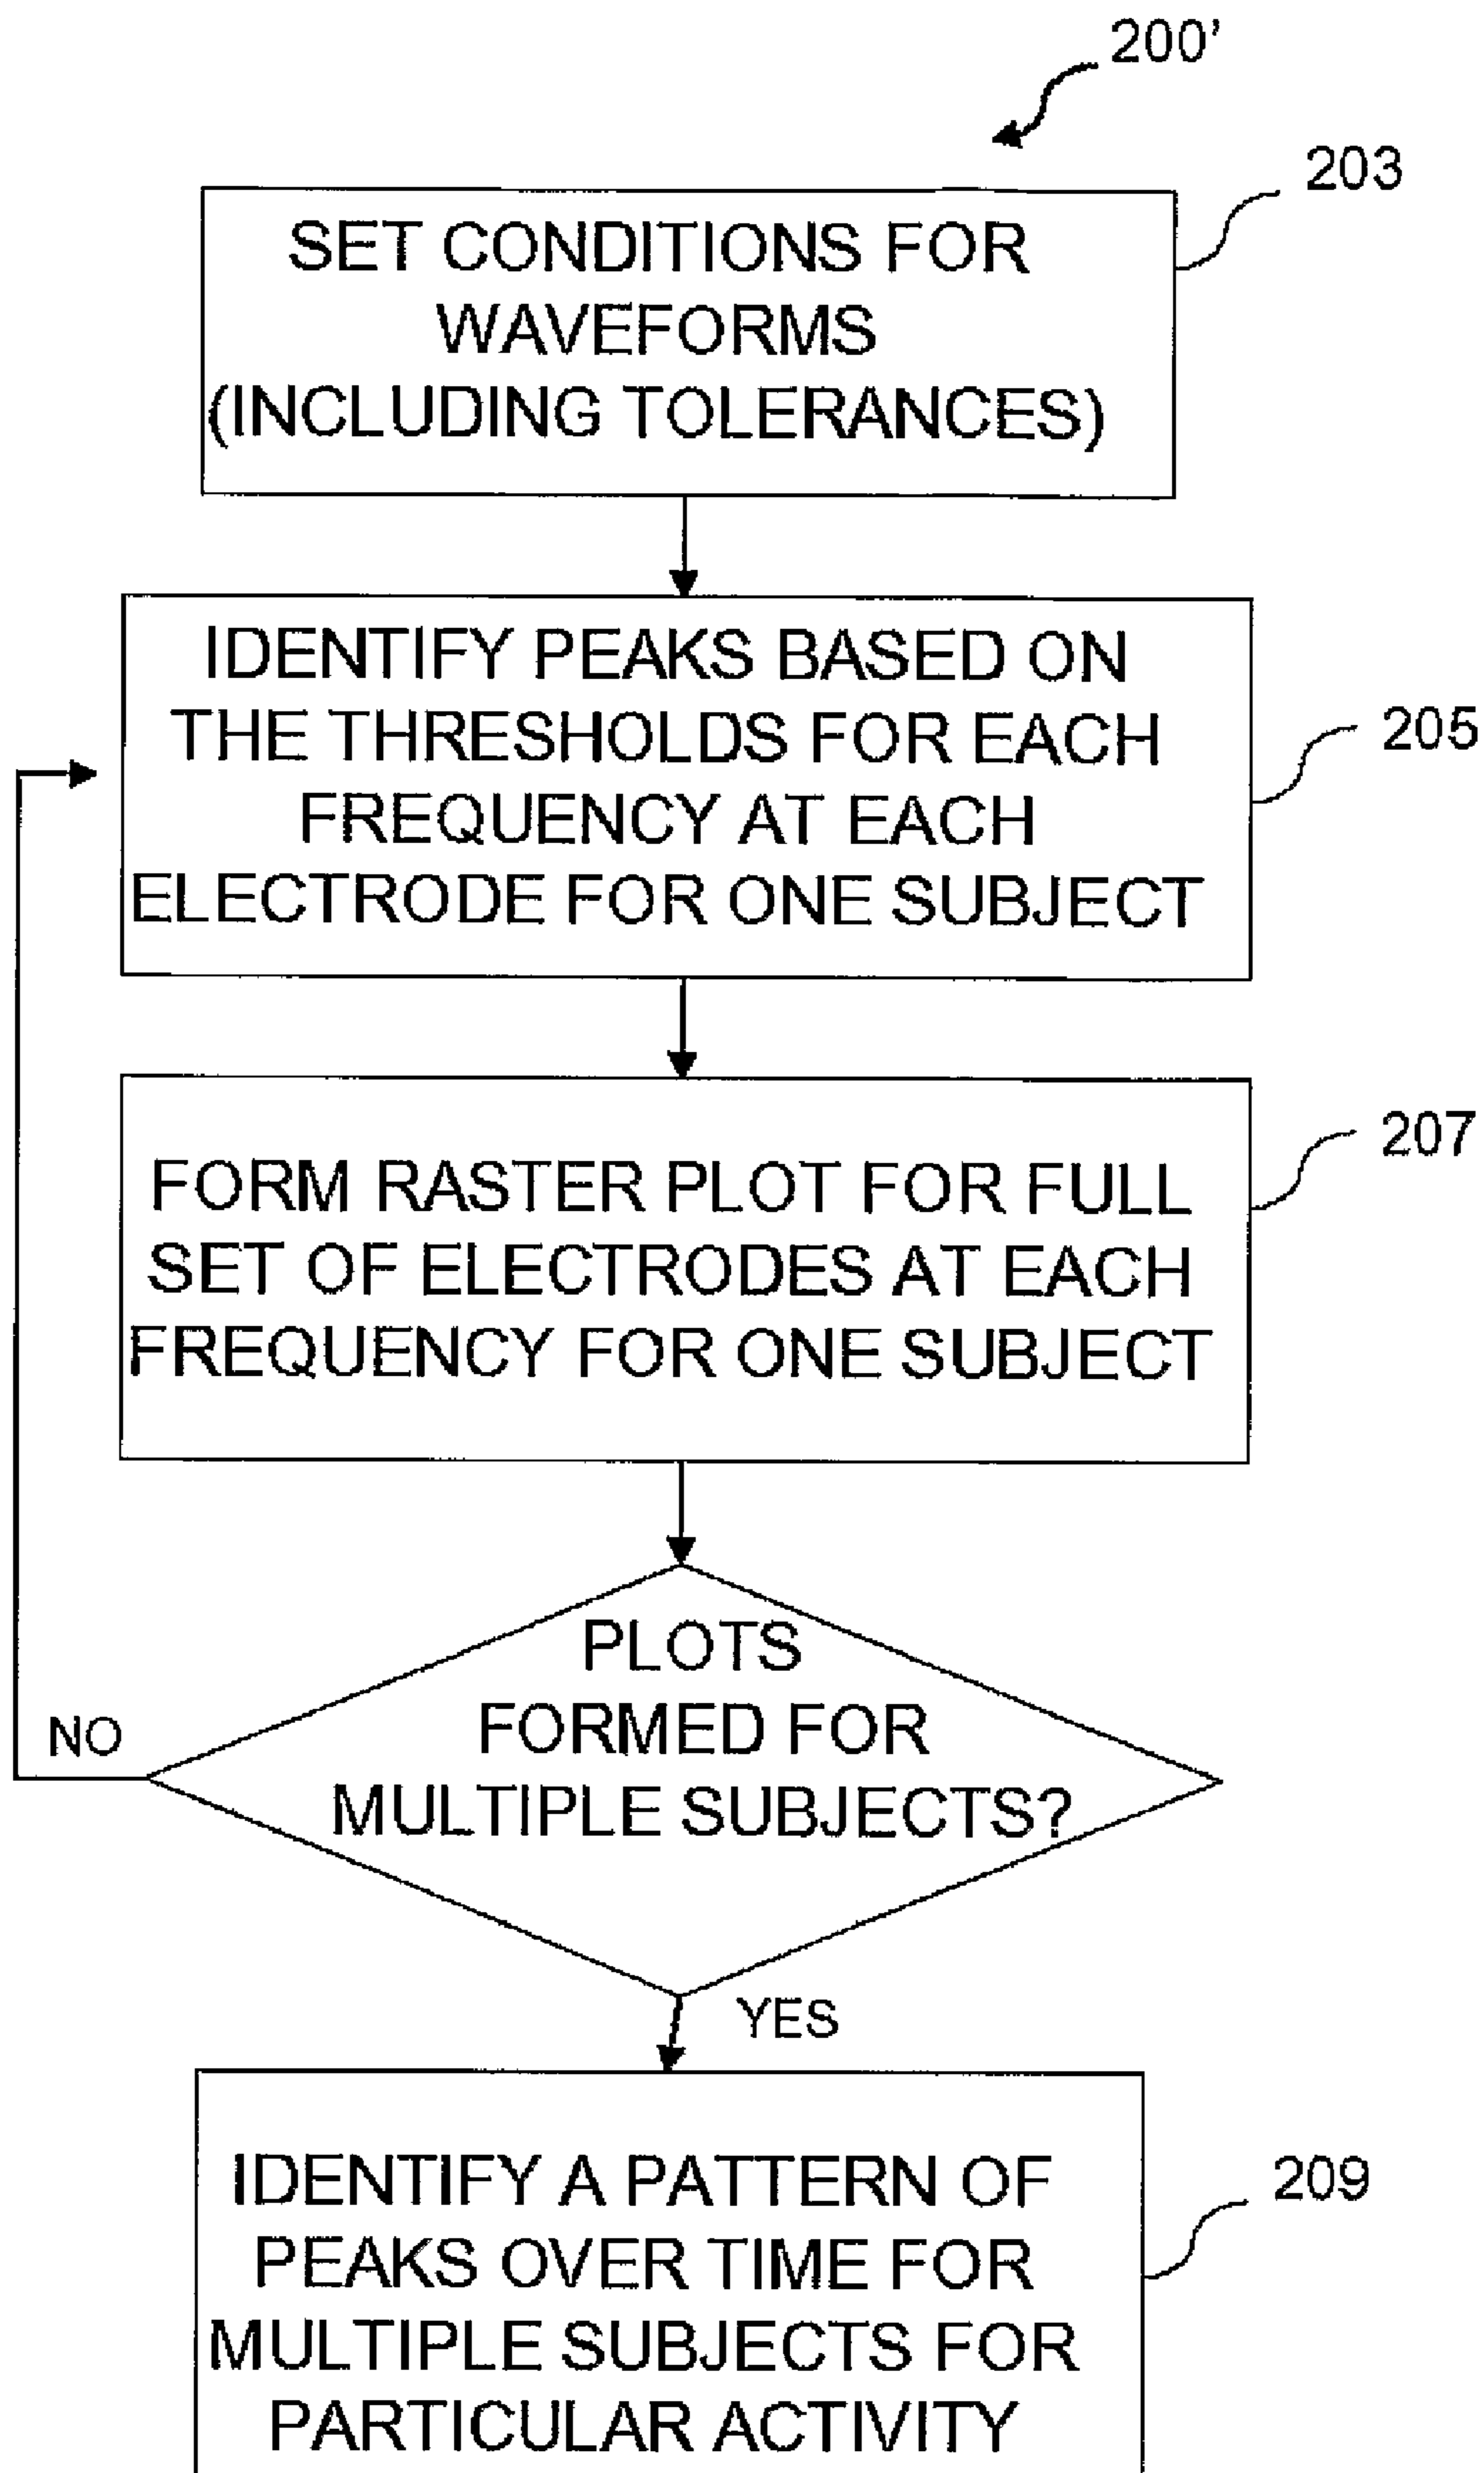 200'
203
SET CONDITIONS FOR
WAVEFORMS
(INCLUDING TOLERANCES)
IDENTIFY PEAKS BASED ON
THE THRESHOLDS FOR EACH
FREQUENCY AT EACH
ELECTRODE FOR ONE SUBJECT
205
FORM RASTER PLOT FOR FULL
SET OF ELECTRODES AT EACH
FREQUENCY FOR ONE SUBJECT
207
PLOTS
FORMED FOR
MULTIPLE SUBJECTS?
NO
YES
IDENTIFY A PATTERN OF
PEAKS OVER TIME FOR
MULTIPLE SUBJECTS FOR
PARTICULAR ACTIVITY
209